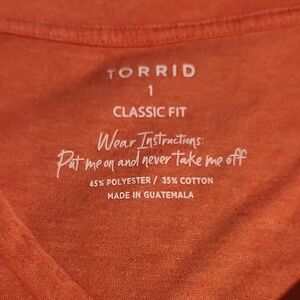 TORRID
1
CLASSIC FIT
Wear Instructions:
Put me on and never take me off
65% POLYESTER / 35% COTTON
MADE IN GUATEMALA